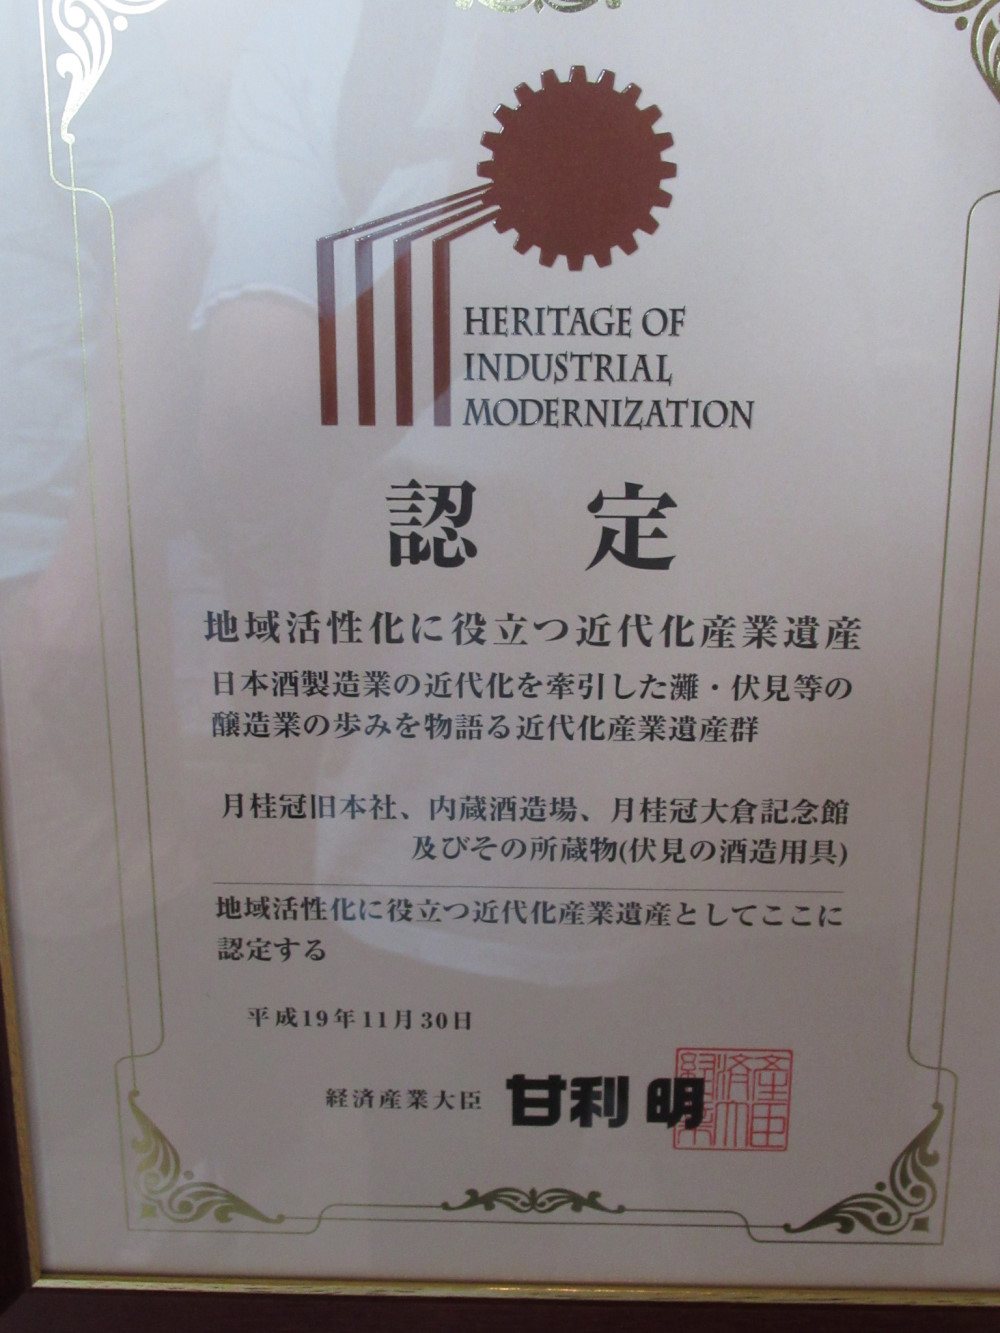 HERITAGE OF
INDUSTRIAL
MODERNIZATION
認 定
地域活性化に役立つ近代化産業遺産
日本酒製造業の近代化を牽引した灘・伏見等の
醸造業の歩みを物語る近代化産業遺産群
月桂冠旧本社、内蔵酒造場、月桂冠大倉記念館
及びその所蔵物(伏見の酒造用具)
地域活性化に役立つ近代化産業遺産としてここに
認定する
平成19年11月30日
経済産業大臣 甘利 明